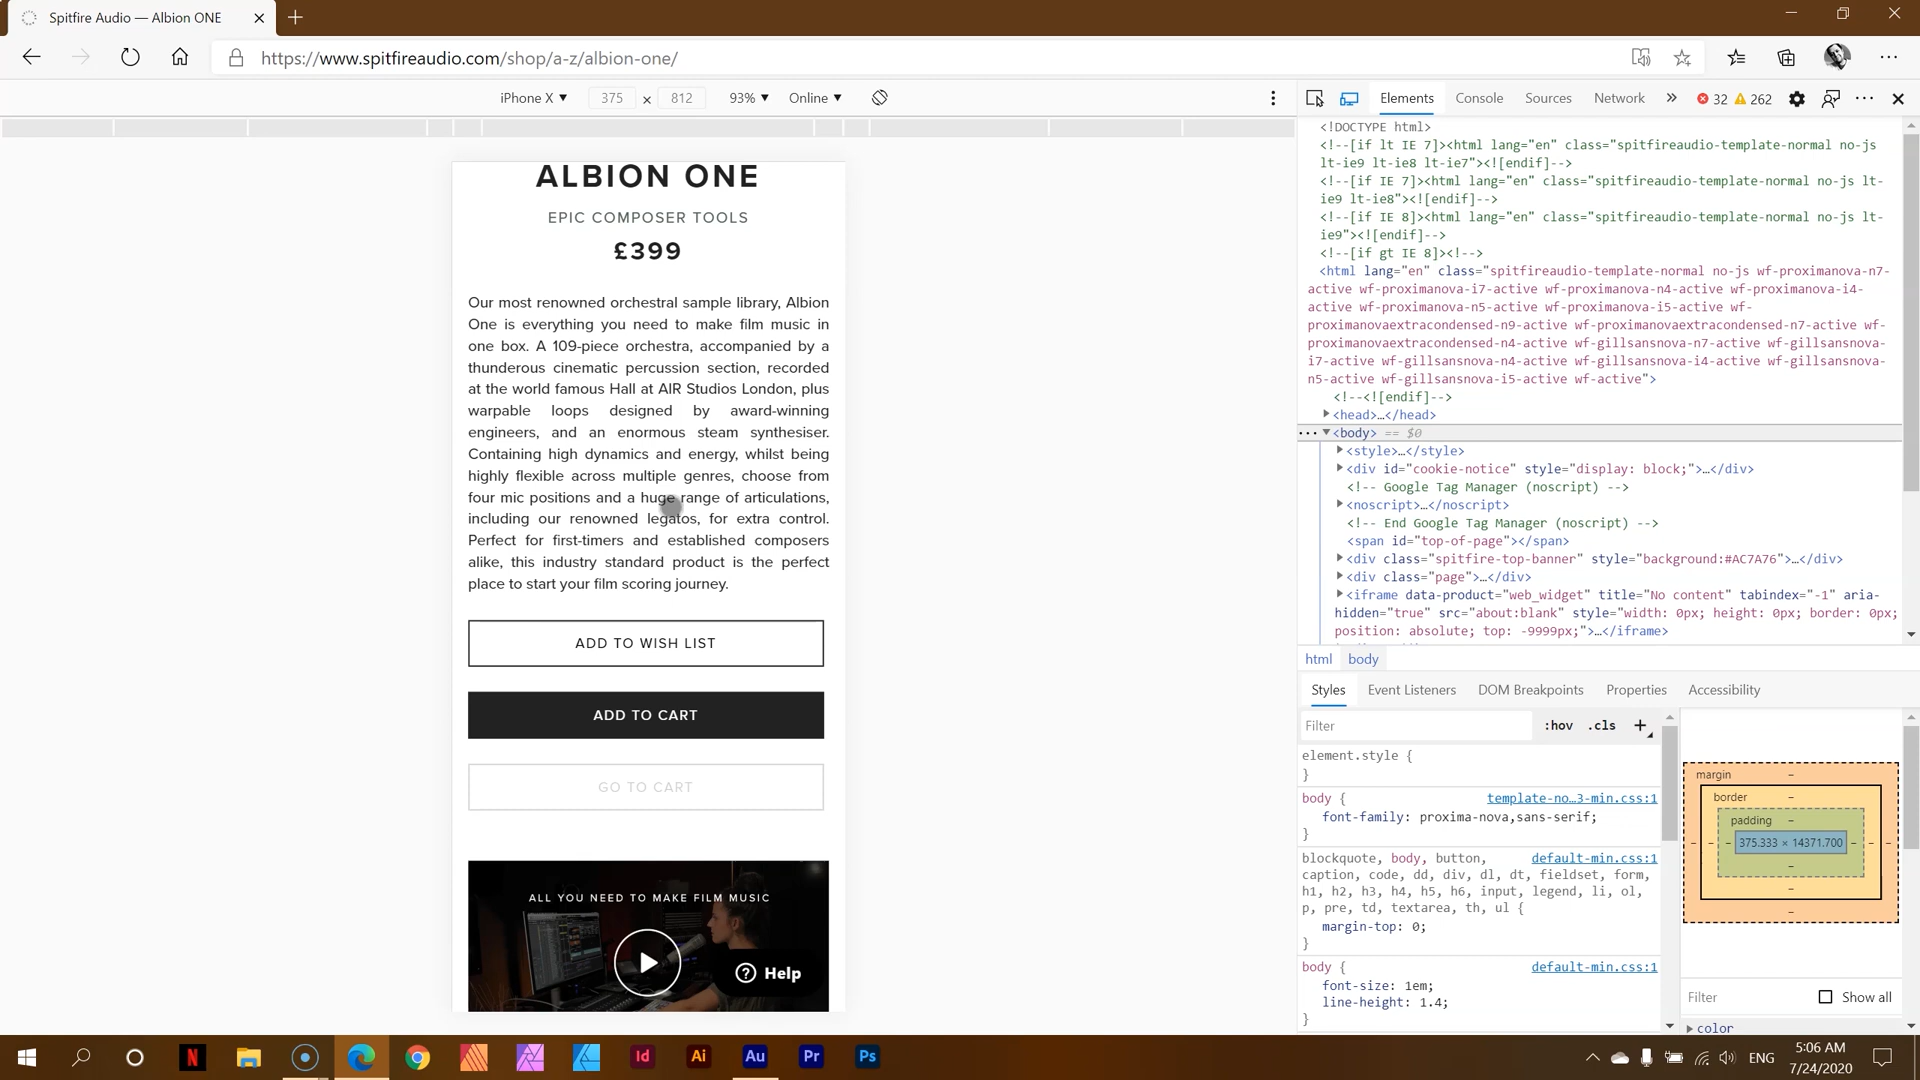 Spitfire Audio — Albion ONE
https://www.spitfireaudio.com/shop/a-z/albion-one/
iPhone X ▼ 375 × 812 93% ▼ Online ▼
ALBION ONE
EPIC COMPOSER TOOLS
£399
Our most renowned orchestral sample library, Albion
One is everything you need to make film music in
one box. A 109-piece orchestra, accompanied by a
thunderous cinematic percussion section, recorded
at the world famous Hall at AIR Studios London, plus
warpable loops designed by award-winning
engineers, and an enormous steam synthesiser.
Containing high dynamics and energy, whilst being
highly flexible across multiple genres, choose from
four mic positions and a huge range of articulations,
including our renowned legatos, for extra control.
Perfect for first-timers and established composers
alike, this industry standard product is the perfect
place to start your film scoring journey.
ADD TO WISH LIST
ADD TO CART
GO TO CART
ALL YOU NEED TO MAKE FILM MUSIC
Help
Elements Console Sources Network » 32 262
<!DOCTYPE html>
<!--[if lt IE 7]><html lang="en" class="spitfireaudio-template-normal no-js
lt-ie9 lt-ie8 lt-ie7"><![endif]-->
<!--[if IE 7]><html lang="en" class="spitfireaudio-template-normal no-js lt-
ie9 lt-ie8"><![endif]-->
<!--[if IE 8]><html lang="en" class="spitfireaudio-template-normal no-js lt-
ie9"><![endif]-->
<!--[if gt IE 8]><!-->
<html lang="en" class="spitfireaudio-template-normal no-js wf-proximanova-n7-
active wf-proximanova-i7-active wf-proximanova-n4-active wf-proximanova-i4-
active wf-proximanova-n5-active wf-proximanova-i5-active wf-
proximanovaextracondensed-n9-active wf-proximanovaextracondensed-n7-active wf-
proximanovaextracondensed-n4-active wf-gillsansnova-n7-active wf-gillsansnova-
i7-active wf-gillsansnova-n4-active wf-gillsansnova-i4-active wf-gillsansnova-
n5-active wf-gillsansnova-i5-active wf-active">
<!--<![endif]-->
<head>…</head>
<body> == $0
<style>…</style>
<div id="cookie-notice" style="display: block;">…</div>
<!-- Google Tag Manager (noscript) -->
<noscript>…</noscript>
<!-- End Google Tag Manager (noscript) -->
<span id="top-of-page"></span>
<div class="spitfire-top-banner" style="background:#AC7A76">…</div>
<div class="page">…</div>
<iframe data-product="web_widget" title="No content" tabindex="-1" aria-
hidden="true" src="about:blank" style="width: 0px; height: 0px; border: 0px;
position: absolute; top: -9999px;">…</iframe>
html body
Styles Event Listeners DOM Breakpoints Properties Accessibility
Filter :hov .cls +
element.style {
}
body { template-no…3-min.css:1
font-family: proxima-nova,sans-serif;
}
blockquote, body, button, default-min.css:1
caption, code, dd, div, dl, dt, fieldset, form,
h1, h2, h3, h4, h5, h6, input, legend, li, ol,
p, pre, td, textarea, th, ul {
margin-top: 0;
}
body { default-min.css:1
font-size: 1em;
line-height: 1.4;
}
margin –
border –
padding –
– – – 375.333 × 14371.700 – – –
–
–
–
Filter Show all
color
N Id Ai Au Pr Ps
ENG
5:06 AM
7/24/2020